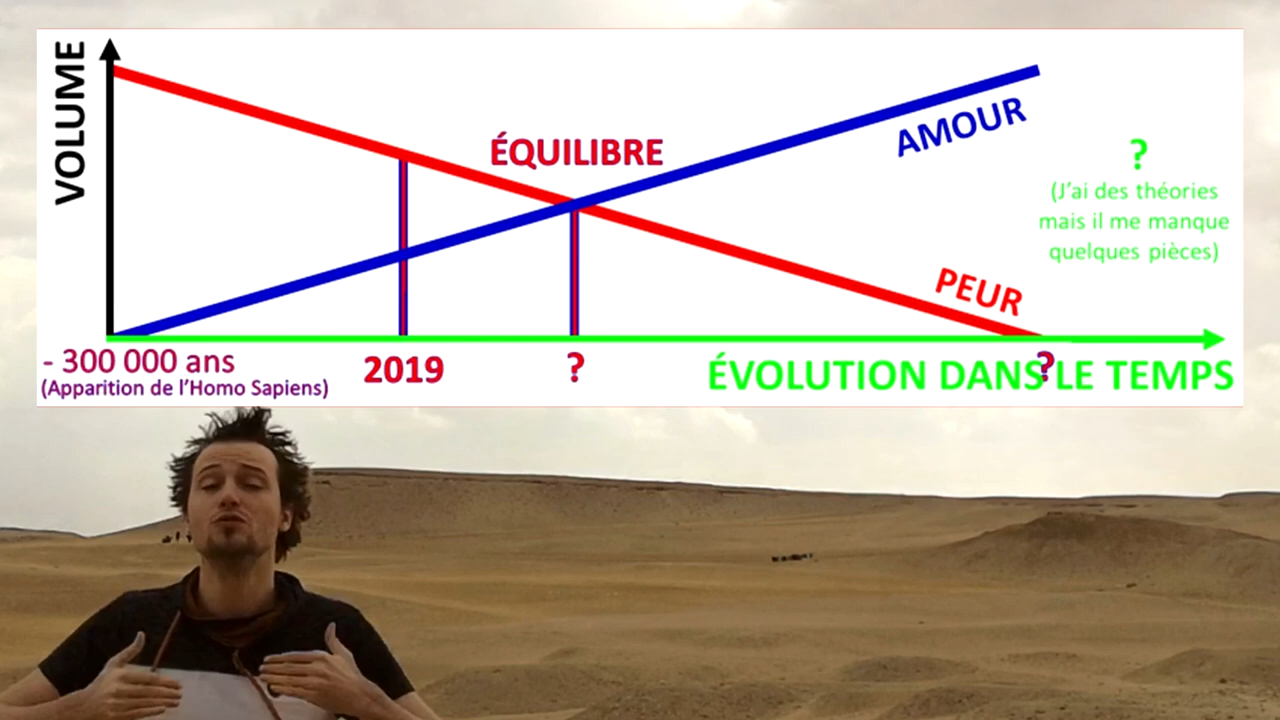 VOLUME
ÉQUILIBRE
AMOUR
?
(J'ai des théories
mais il me manque
quelques pièces)
PEUR
- 300 000 ans
(Apparition de l'Homo Sapiens)
2019
?
?
ÉVOLUTION DANS LE TEMPS